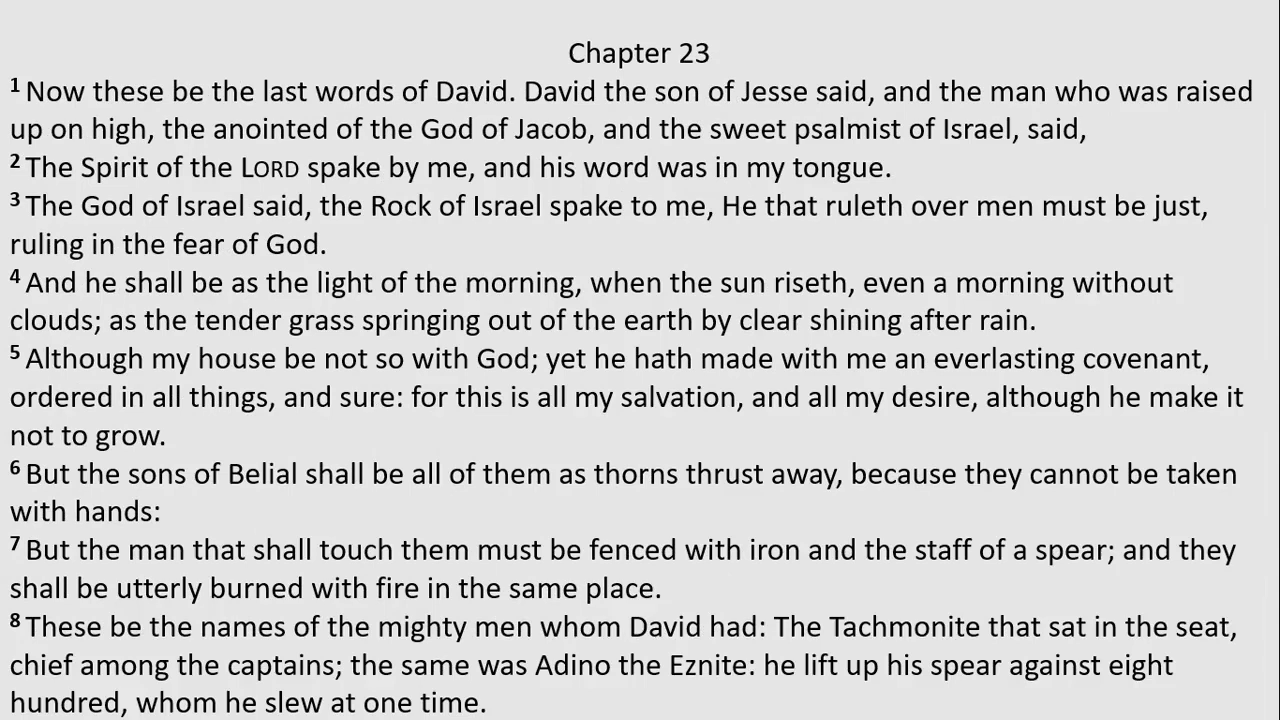 Chapter 23
1 Now these be the last words of David. David the son of Jesse said, and the man who was raised
up on high, the anointed of the God of Jacob, and the sweet psalmist of Israel, said,
2 The Spirit of the LORD spake by me, and his word was in my tongue.
3 The God of Israel said, the Rock of Israel spake to me, He that ruleth over men must be just,
ruling in the fear of God.
4 And he shall be as the light of the morning, when the sun riseth, even a morning without
clouds; as the tender grass springing out of the earth by clear shining after rain.
5 Although my house be not so with God; yet he hath made with me an everlasting covenant,
ordered in all things, and sure: for this is all my salvation, and all my desire, although he make it
not to grow.
6 But the sons of Belial shall be all of them as thorns thrust away, because they cannot be taken
with hands:
7 But the man that shall touch them must be fenced with iron and the staff of a spear; and they
shall be utterly burned with fire in the same place.
8 These be the names of the mighty men whom David had: The Tachmonite that sat in the seat,
chief among the captains; the same was Adino the Eznite: he lift up his spear against eight
hundred, whom he slew at one time.